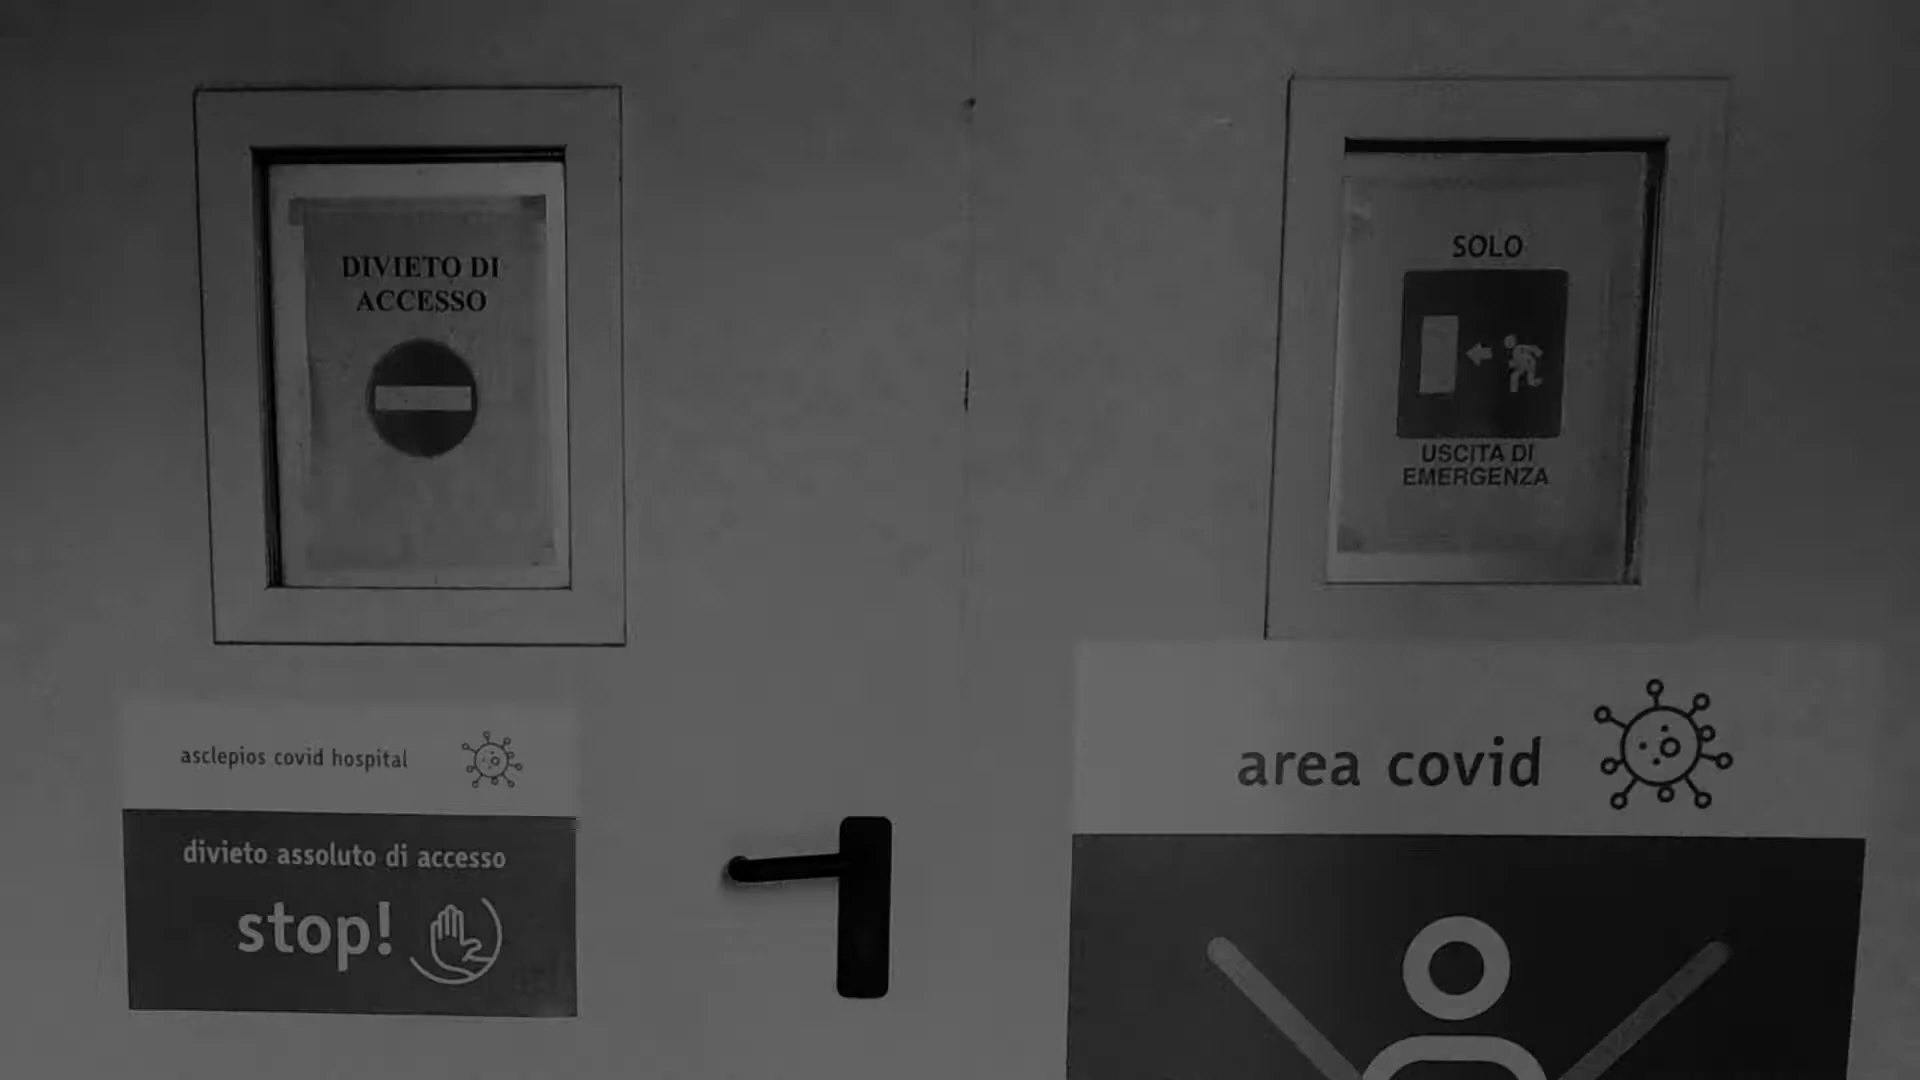 DIVIETO DI
ACCESSO
SOLO
USCITA DI
EMERGENZA
asclepios covid hospital
divieto assoluto di accesso
stop!
area covid